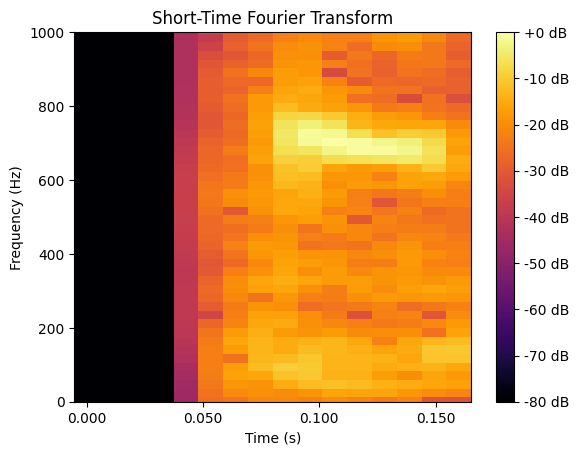 Short-Time Fourier Transform
1000
800
600
400
200
0
Frequency (Hz)
0.000
0.050
0.100
0.150
Time (s)
+0 dB
-10 dB
-20 dB
-30 dB
-40 dB
-50 dB
-60 dB
-70 dB
-80 dB